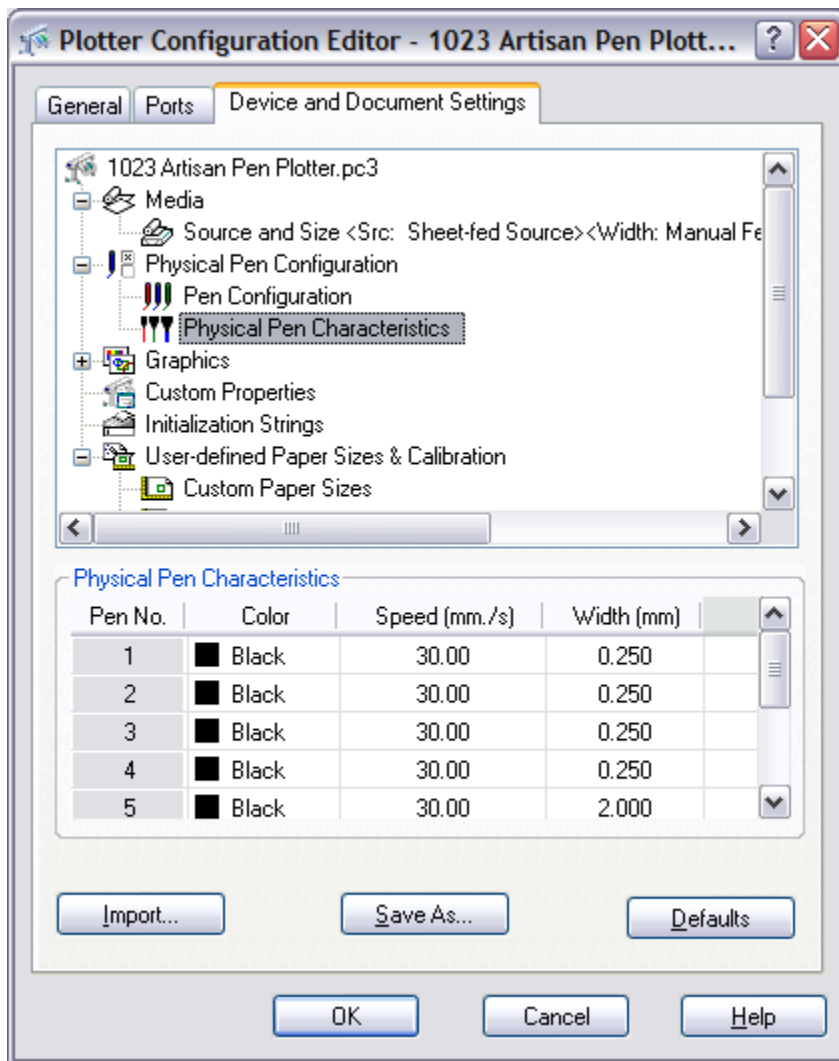 Plotter Configuration Editor - 1023 Artisan Pen Plott...
General Ports Device and Document Settings
1023 Artisan Pen Plotter.pc3
Media
Source and Size <Src: Sheet-fed Source><Width: Manual Fe
Physical Pen Configuration
Pen Configuration
Physical Pen Characteristics
Graphics
Custom Properties
Initialization Strings
User-defined Paper Sizes & Calibration
Custom Paper Sizes
Physical Pen Characteristics
Pen No. Color Speed (mm./s) Width (mm)
1 Black 30.00 0.250
2 Black 30.00 0.250
3 Black 30.00 0.250
4 Black 30.00 0.250
5 Black 30.00 2.000
Import... Save As... Defaults
OK Cancel Help